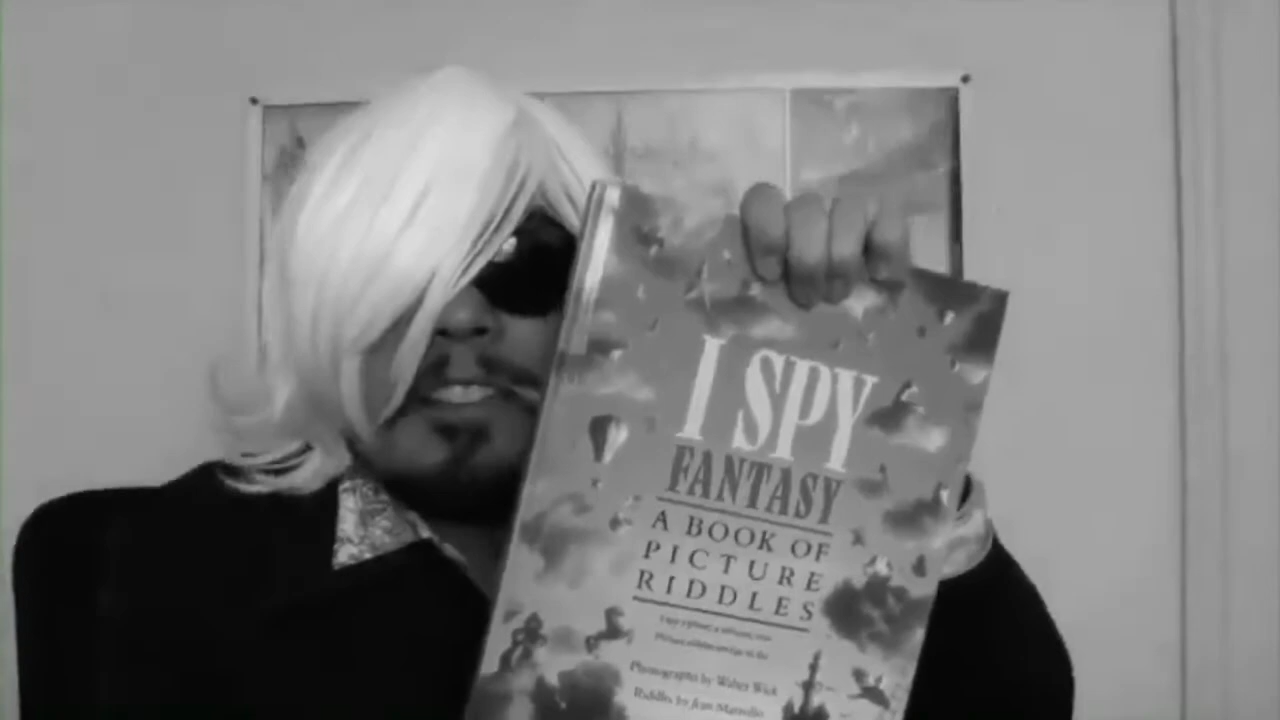 I SPY
FANTASY
A BOOK OF
PICTURE
RIDDLES
Photographs by Walter Wick
Riddles by Jean Marzollo